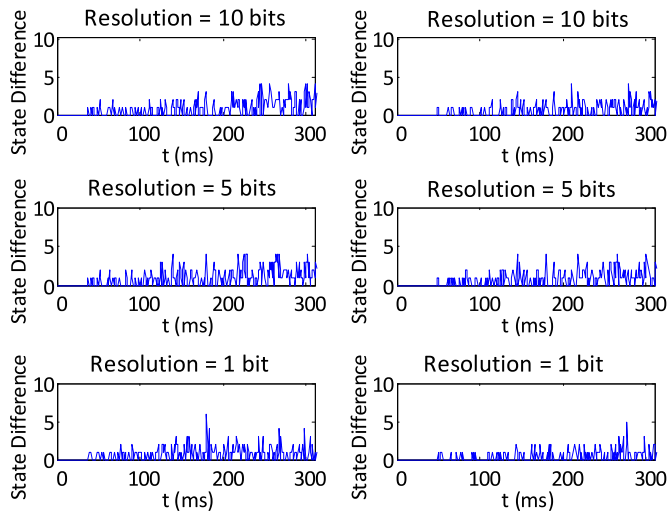 Resolution = 10 bits
State Difference
10
5
0
0 100 200 300
t (ms)
Resolution = 10 bits
State Difference
10
5
0
0 100 200 300
t (ms)
Resolution = 5 bits
State Difference
10
5
0
0 100 200 300
t (ms)
Resolution = 5 bits
State Difference
10
5
0
0 100 200 300
t (ms)
Resolution = 1 bit
State Difference
10
5
0
0 100 200 300
t (ms)
Resolution = 1 bit
State Difference
10
5
0
0 100 200 300
t (ms)